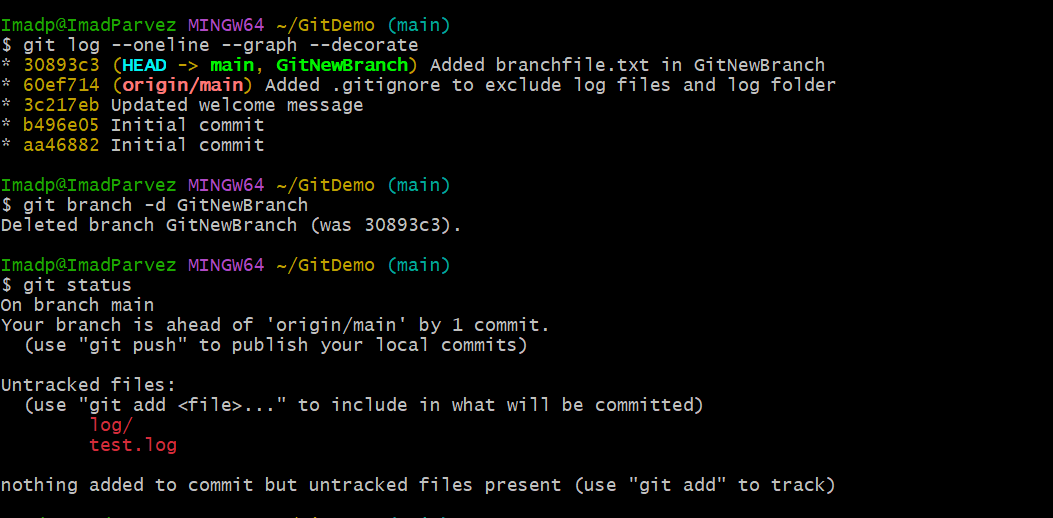 Imadp@ImadParvez MINGW64 ~/GitDemo (main)
$ git log --oneline --graph --decorate
* 30893c3 (HEAD -> main, GitNewBranch) Added branchfile.txt in GitNewBranch
* 60ef714 (origin/main) Added .gitignore to exclude log files and log folder
* 3c217eb Updated welcome message
* b496e05 Initial commit
* aa46882 Initial commit
Imadp@ImadParvez MINGW64 ~/GitDemo (main)
$ git branch -d GitNewBranch
Deleted branch GitNewBranch (was 30893c3).
Imadp@ImadParvez MINGW64 ~/GitDemo (main)
$ git status
On branch main
Your branch is ahead of 'origin/main' by 1 commit.
  (use "git push" to publish your local commits)
Untracked files:
  (use "git add <file>..." to include in what will be committed)
        log/
        test.log
nothing added to commit but untracked files present (use "git add" to track)